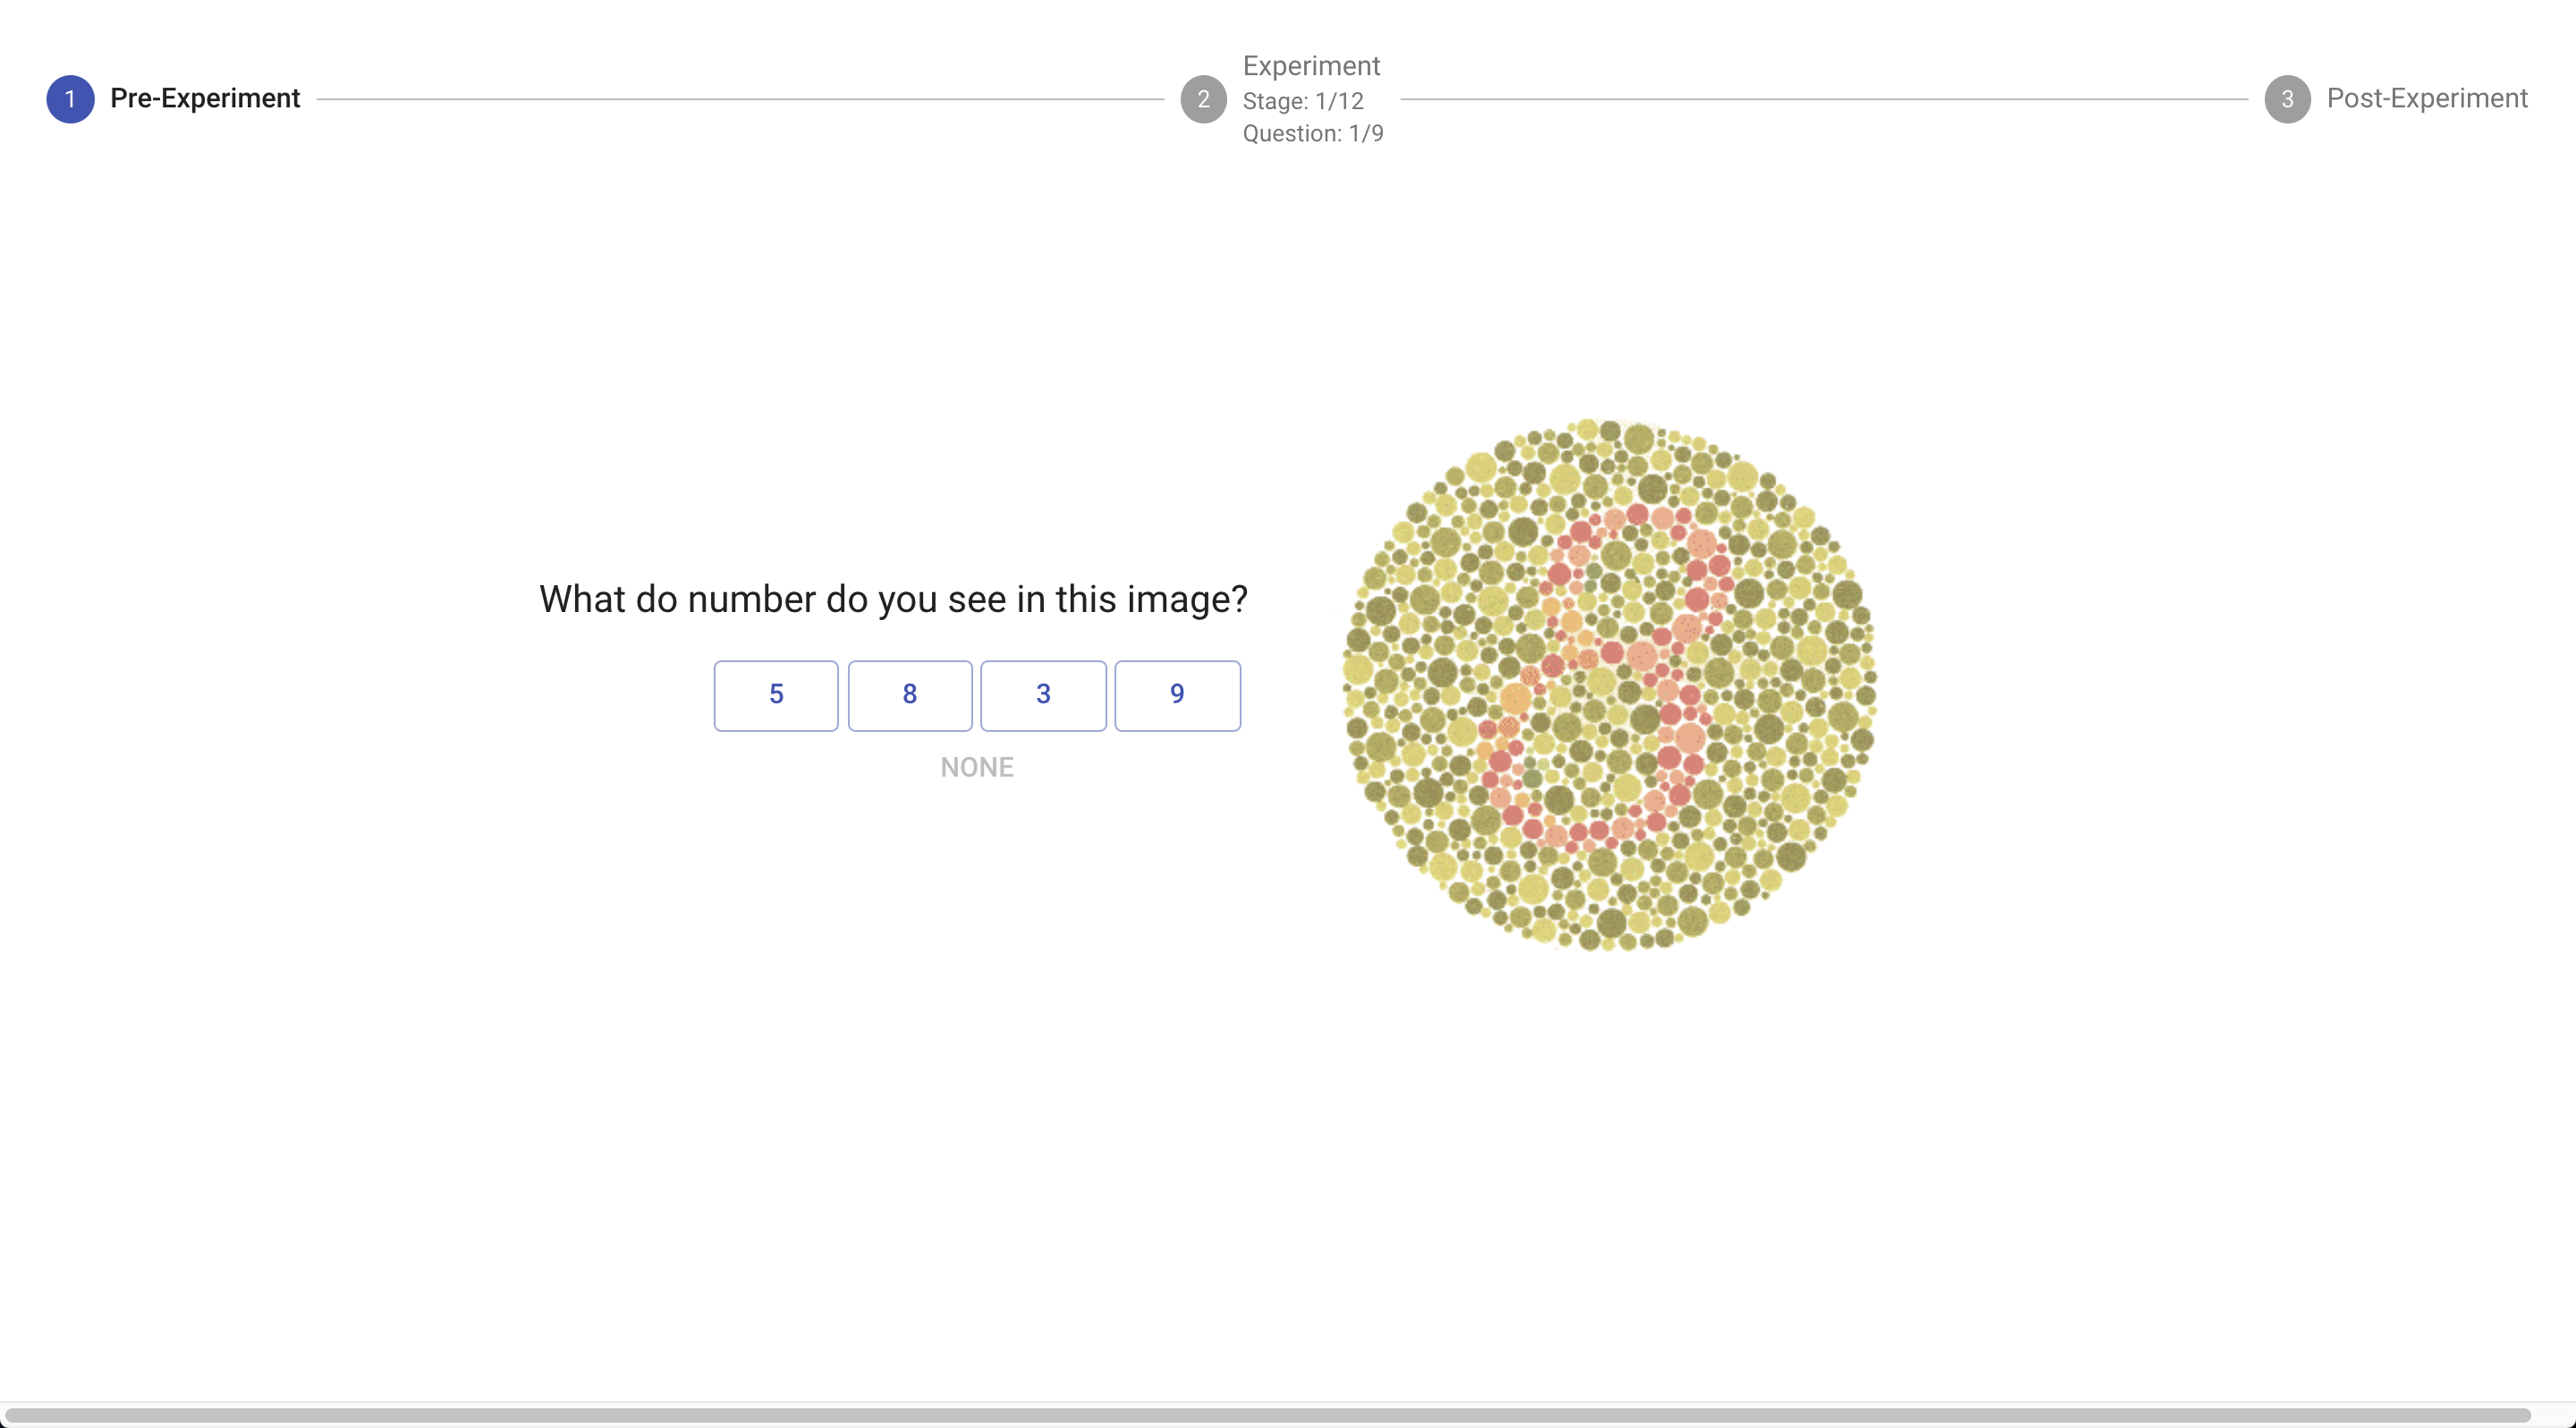 1 Pre-Experiment
2 Experiment
Stage: 1/12
Question: 1/9
3 Post-Experiment
What do number do you see in this image?
5 8 3 9
NONE
8